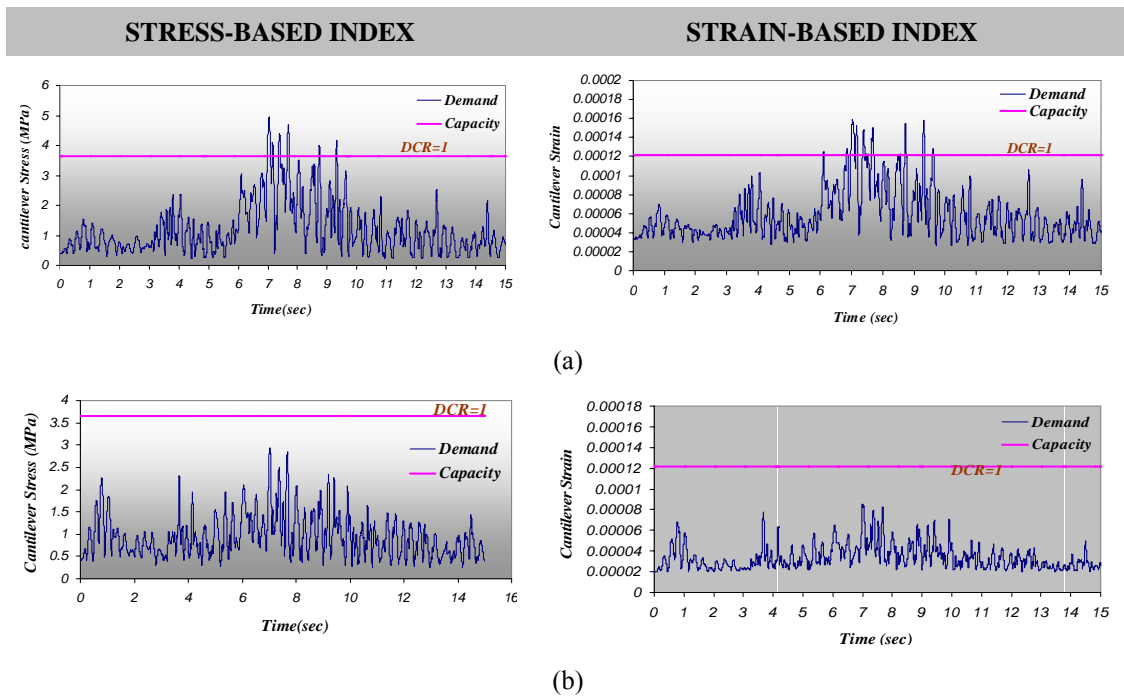 STRESS-BASED INDEX
STRAIN-BASED INDEX
6
5
4
3
2
1
0
cantilever Stress (MPa)
Demand
Capacity
DCR=1
0 1 2 3 4 5 6 7 8 9 10 11 12 13 14 15
Time(sec)
0.0002
0.00018
0.00016
0.00014
0.00012
0.0001
0.00008
0.00006
0.00004
0.00002
0
Cantilever Strain
Demand
Capacity
DCR=1
0 1 2 3 4 5 6 7 8 9 10 11 12 13 14 15
Time (sec)
(a)
4
3.5
3
2.5
2
1.5
1
0.5
0
Cantilever Stress (MPa)
DCR=1
Demand
Capacity
0 2 4 6 8 10 12 14 16
Time(sec)
0.00018
0.00016
0.00014
0.00012
0.0001
0.00008
0.00006
0.00004
0.00002
0
Cantilever Strain
Demand
Capacity
DCR=1
0 1 2 3 4 5 6 7 8 9 10 11 12 13 14 15
Time (sec)
(b)